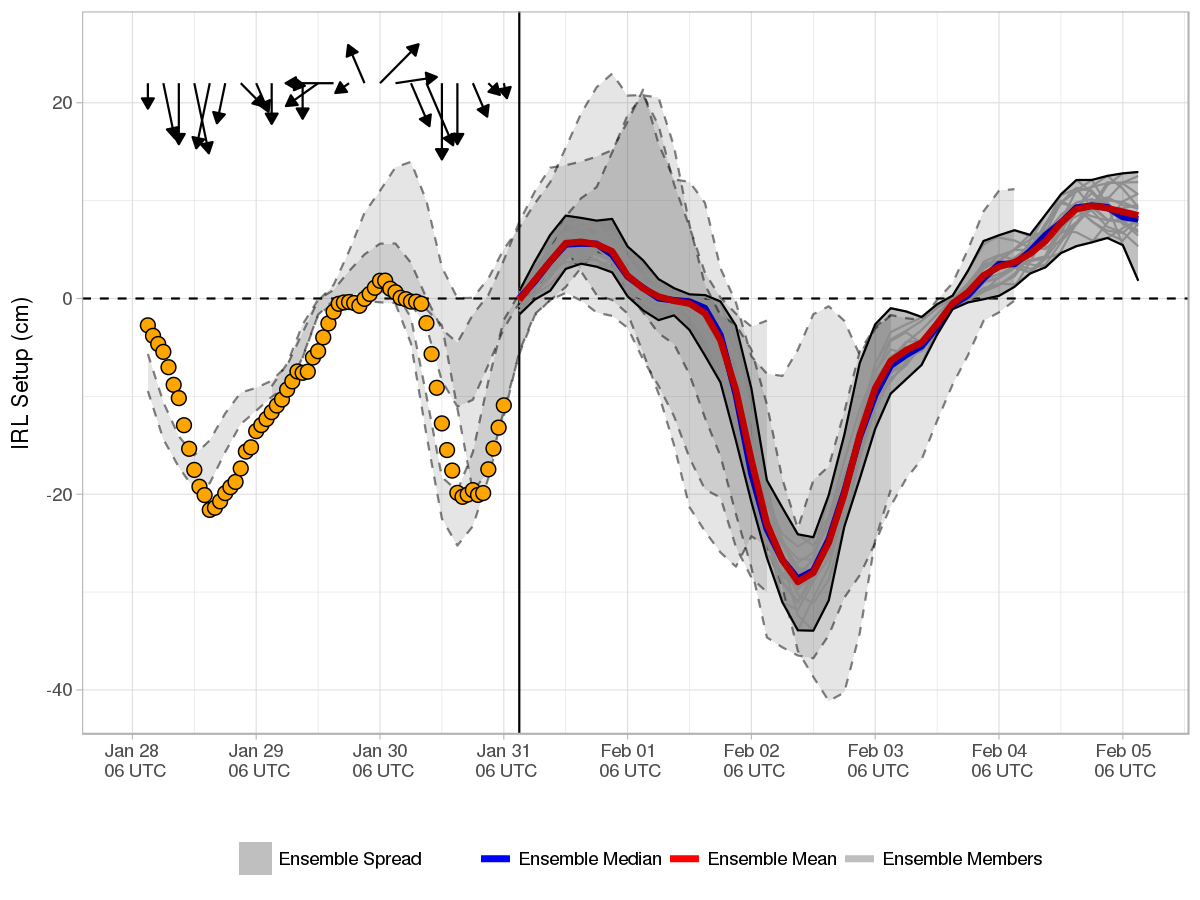 IRL Setup (cm)
20
0
-20
-40
Jan 28 Jan 29 Jan 30 Jan 31 Feb 01 Feb 02 Feb 03 Feb 04 Feb 05
06 UTC 06 UTC 06 UTC 06 UTC 06 UTC 06 UTC 06 UTC 06 UTC 06 UTC
Ensemble Spread Ensemble Median Ensemble Mean Ensemble Members